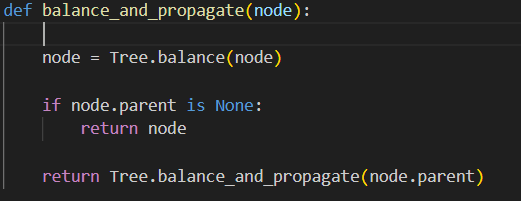 def balance_and_propagate(node):
    node = Tree.balance(node)
    if node.parent is None:
        return node
    return Tree.balance_and_propagate(node.parent)